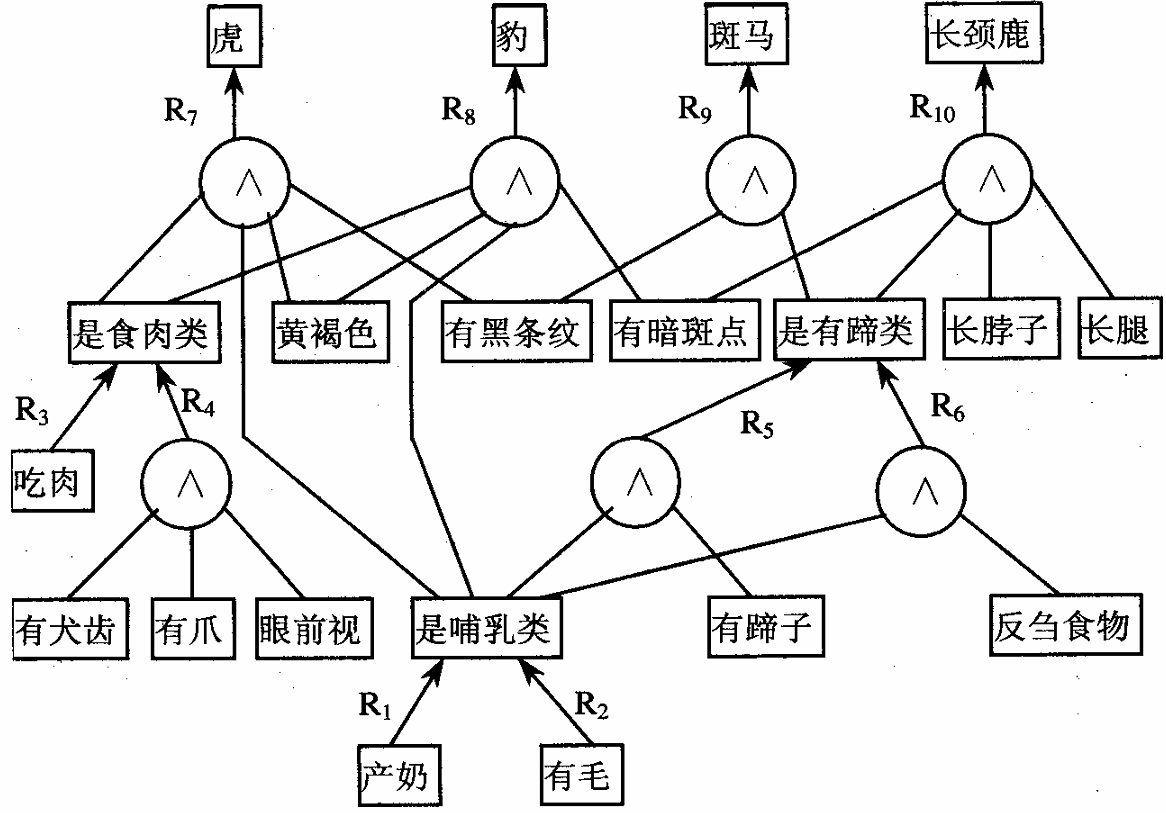 虎
豹
斑马
长颈鹿
R7
R8
R9
R10
∧
∧
∧
∧
是食肉类
黄褐色
有黑条纹
有暗斑点
是有蹄类
长脖子
长腿
R3
R4
R5
R6
吃肉
∧
∧
∧
有犬齿
有爪
眼前视
是哺乳类
有蹄子
反刍食物
R1
R2
产奶
有毛